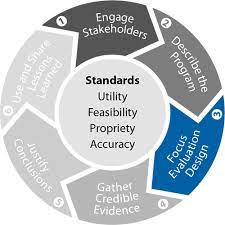 1
Engage
Stakeholders
2
Describe the
Program
3
Focus
Evaluation
Design
4
Gather
Credible
Evidence
5
Justify
Conclusions
6
Use and Share
Lessons
Learned
Standards
Utility
Feasibility
Propriety
Accuracy